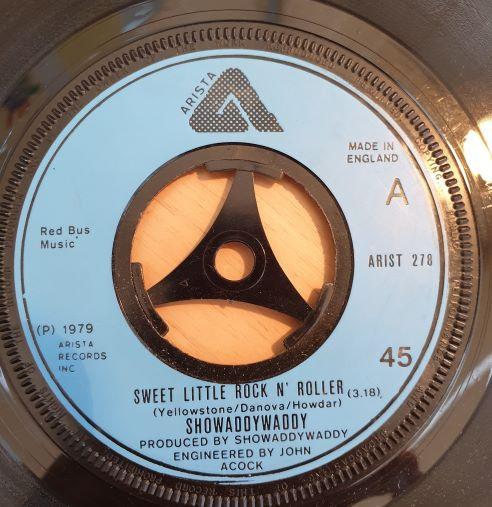 ARISTA
MADE IN
ENGLAND
A
Red Bus
Music
ARIST 278
(P) 1979
ARISTA
RECORDS
INC
45
SWEET LITTLE ROCK N' ROLLER (3.18)
(Yellowstone/Danova/Howdar)
SHOWADDYWADDY
PRODUCED BY SHOWADDYWADDY
ENGINEERED BY JOHN
ACOCK